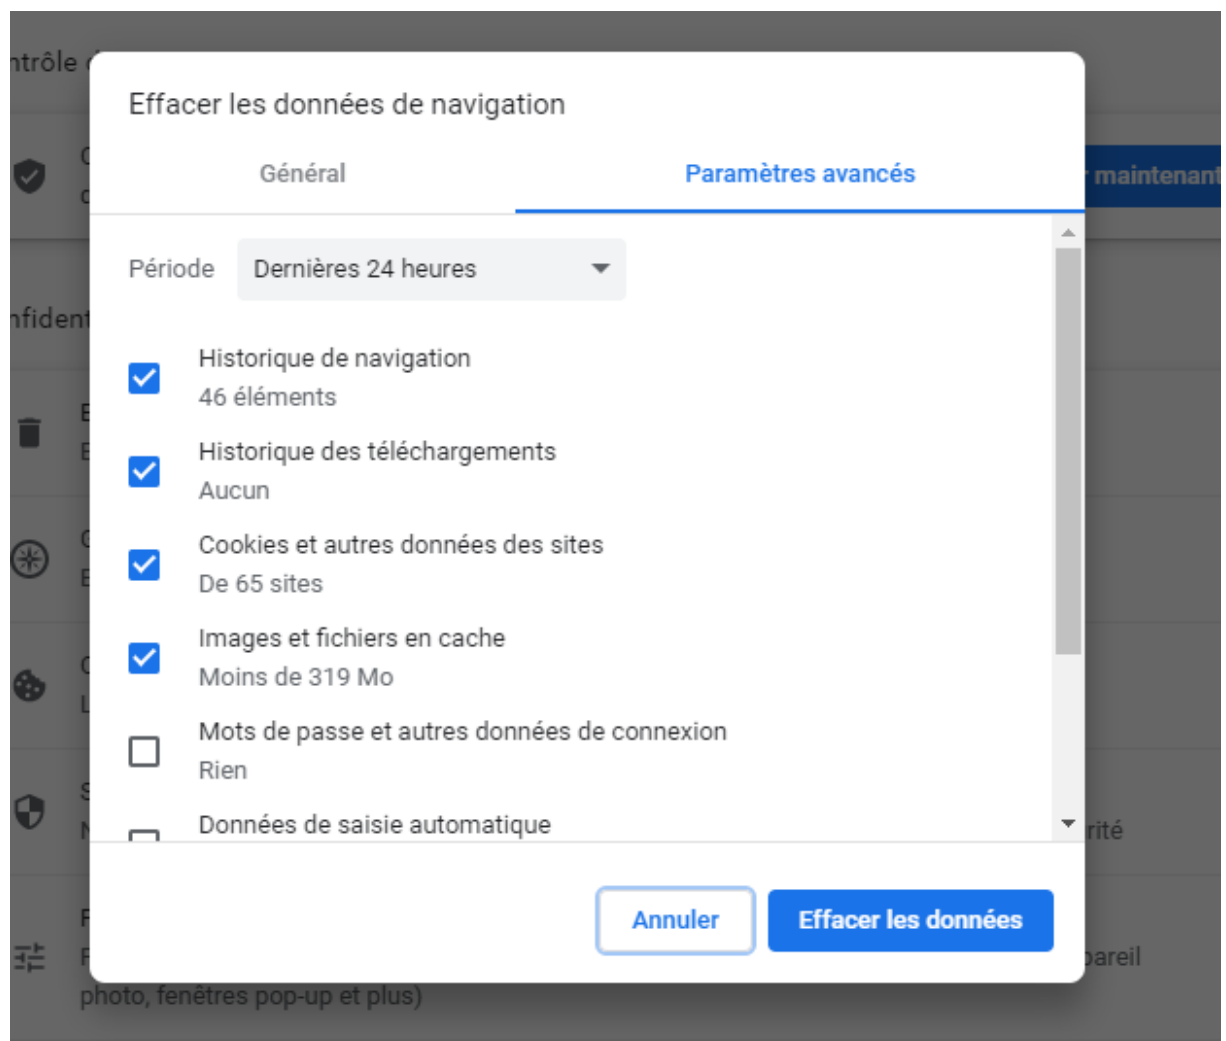 Effacer les données de navigation
Général
Paramètres avancés
maintenant
Période
Dernières 24 heures
Historique de navigation
46 éléments
Historique des téléchargements
Aucun
Cookies et autres données des sites
De 65 sites
Images et fichiers en cache
Moins de 319 Mo
Mots de passe et autres données de connexion
Rien
Données de saisie automatique
Annuler
Effacer les données
photo, fenêtres pop-up et plus)